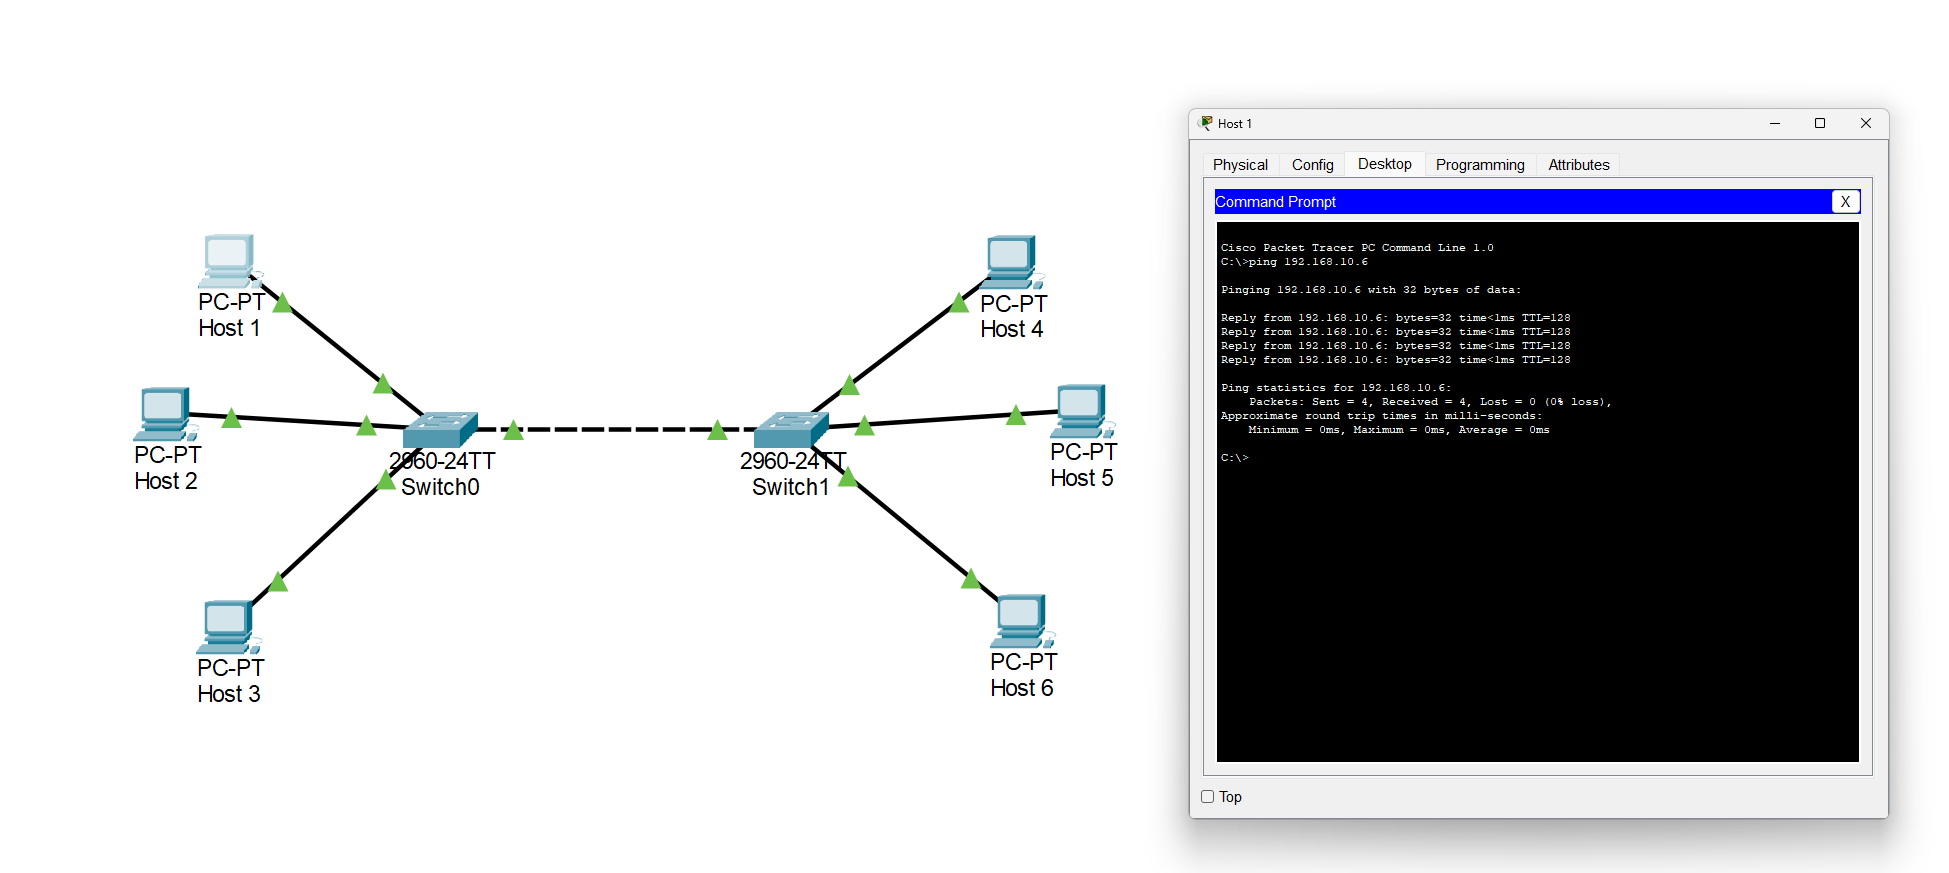 PC-PT
Host 1
PC-PT
Host 2
PC-PT
Host 3
2960-24TT
Switch0
2960-24TT
Switch1
PC-PT
Host 4
PC-PT
Host 5
PC-PT
Host 6
Host 1
Physical Config Desktop Programming Attributes
Command Prompt X
Cisco Packet Tracer PC Command Line 1.0
C:\>ping 192.168.10.6
Pinging 192.168.10.6 with 32 bytes of data:
Reply from 192.168.10.6: bytes=32 time<1ms TTL=128
Reply from 192.168.10.6: bytes=32 time<1ms TTL=128
Reply from 192.168.10.6: bytes=32 time<1ms TTL=128
Reply from 192.168.10.6: bytes=32 time<1ms TTL=128
Ping statistics for 192.168.10.6:
Packets: Sent = 4, Received = 4, Lost = 0 (0% loss),
Approximate round trip times in milli-seconds:
Minimum = 0ms, Maximum = 0ms, Average = 0ms
C:\>
Top